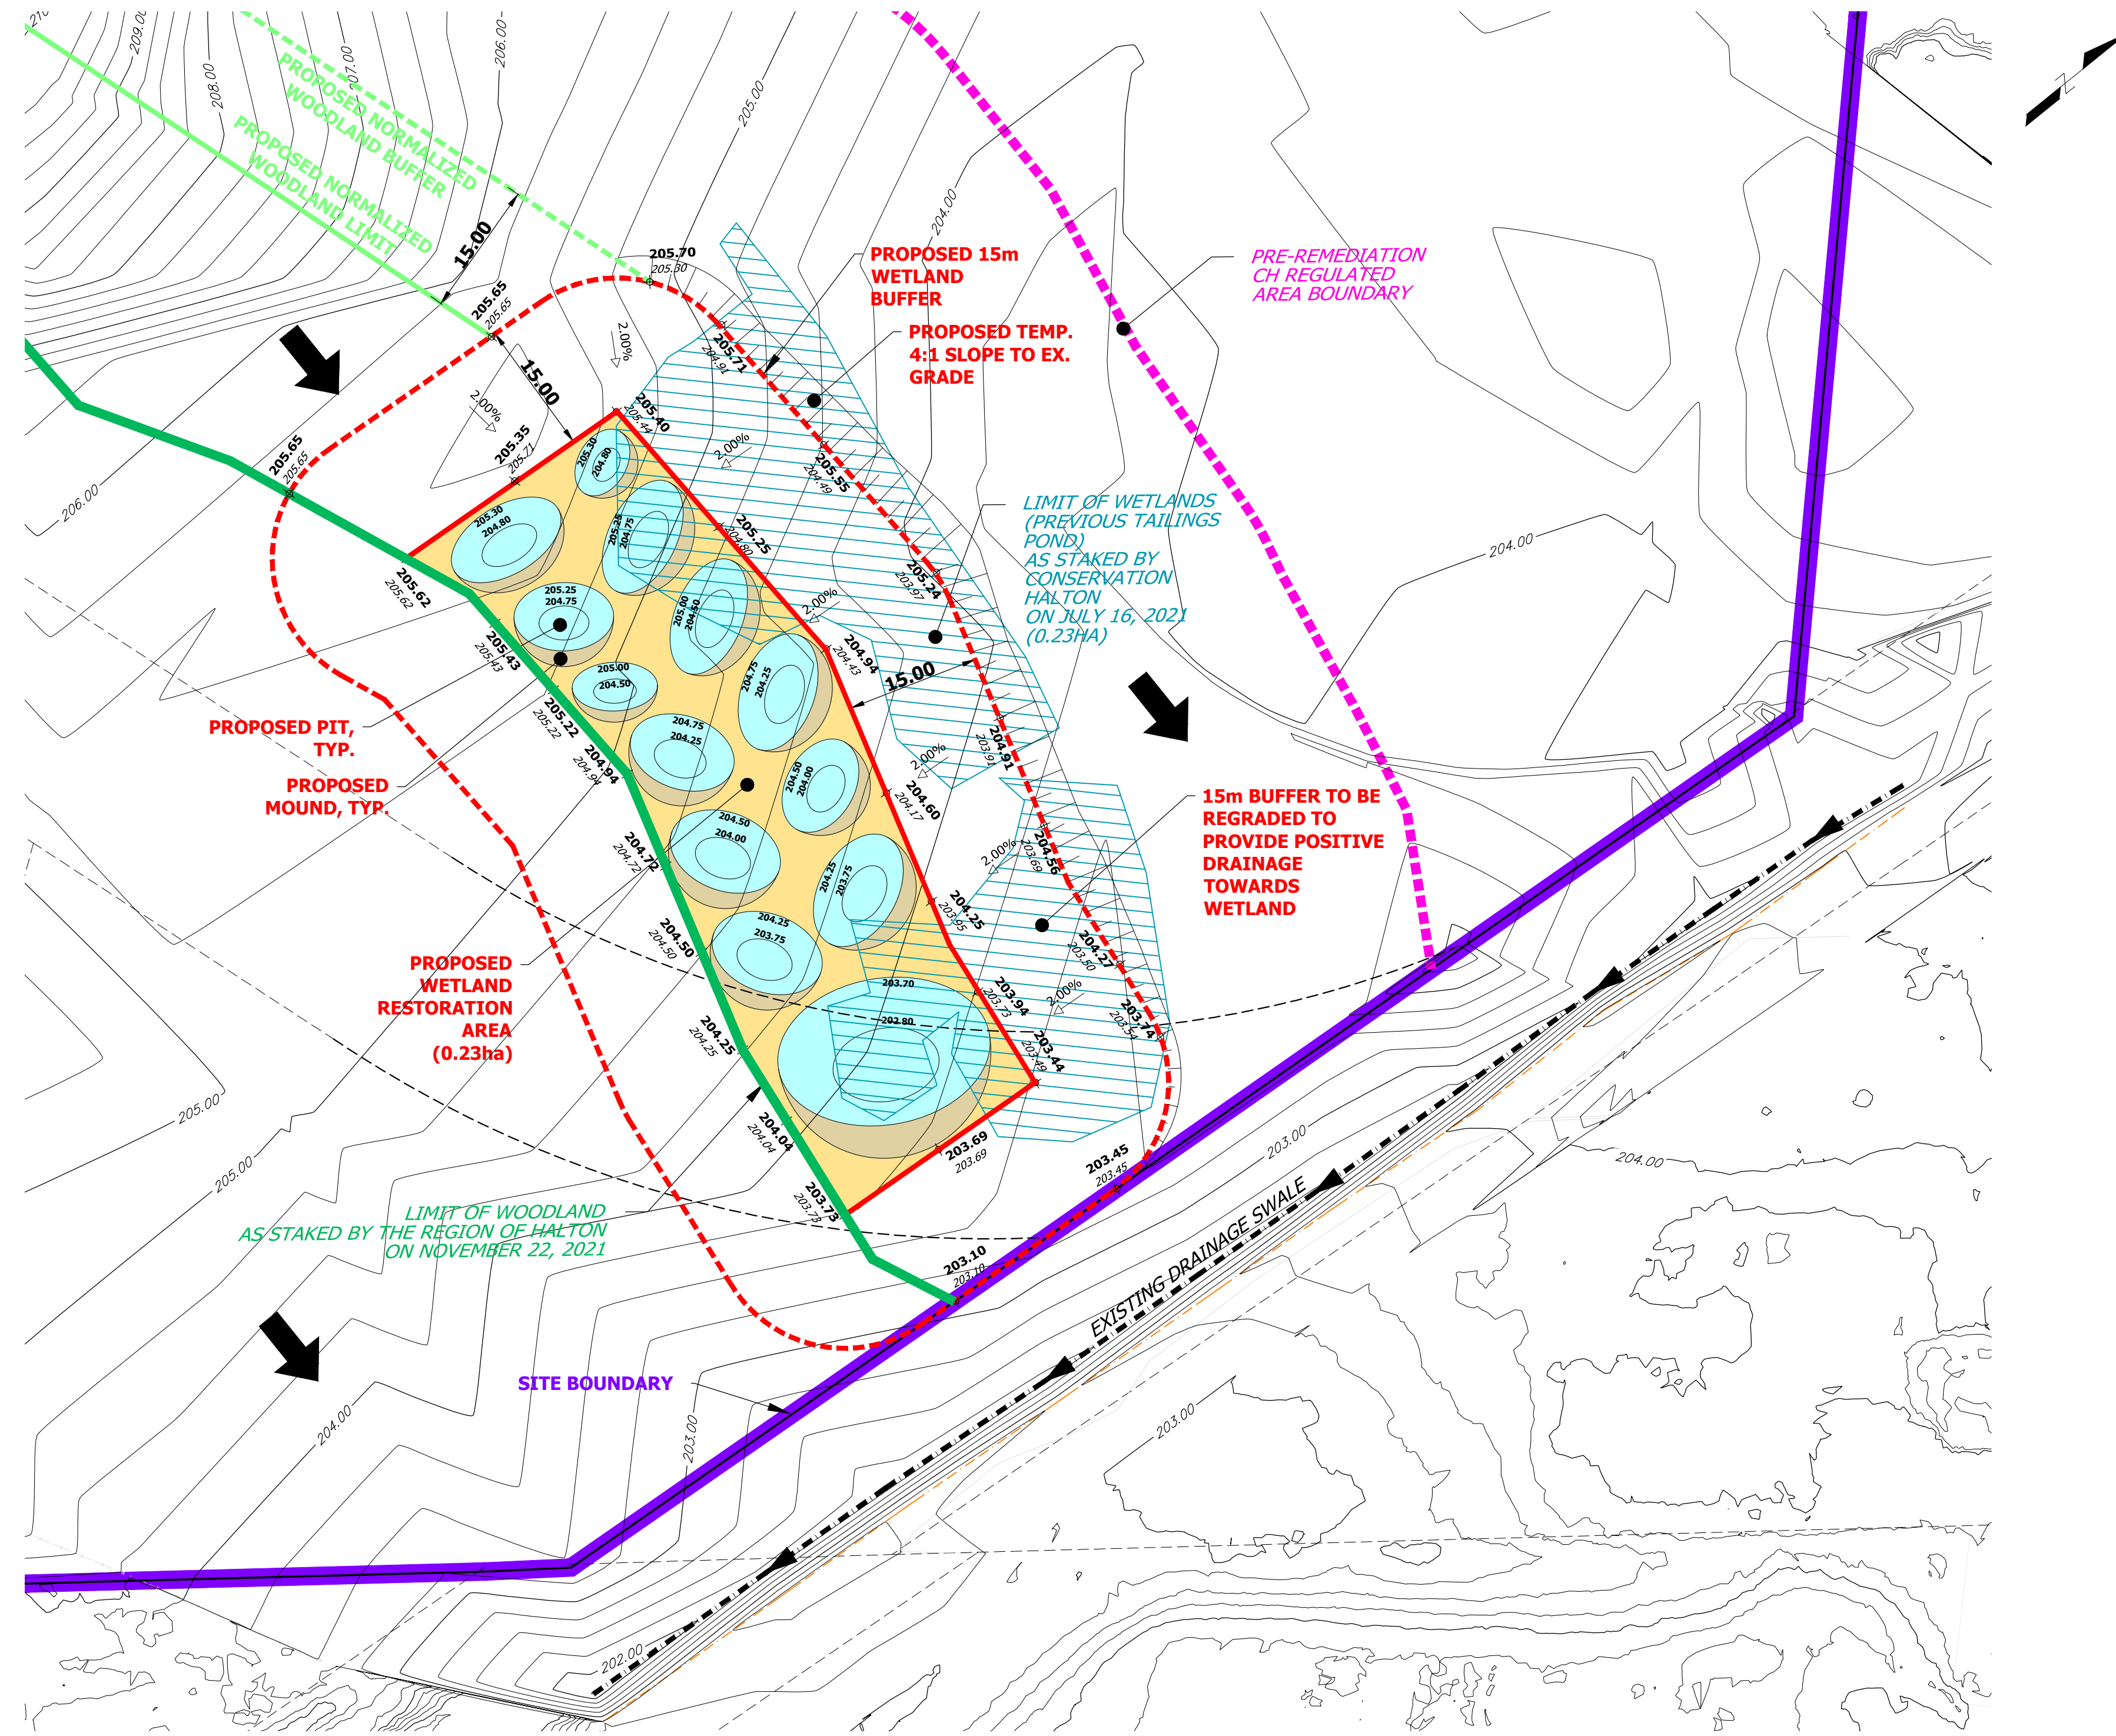 210.00
209.00
208.00
207.00
206.00
205.00
204.00
PROPOSED NORMALIZED
WOODLAND BUFFER
PROPOSED NORMALIZED
WOODLAND LIMIT
15.00
N
205.70
205.30
205.65
205.65
PROPOSED 15m
WETLAND
BUFFER
PRE-REMEDIATION
CH REGULATED
AREA BOUNDARY
PROPOSED TEMP.
4:1 SLOPE TO EX.
GRADE
2.00%
205.71
204.91
15.00
2.00%
205.40
205.44
205.35
205.71
205.65
205.65
206.00
2.00%
205.30
204.80
205.55
204.49
LIMIT OF WETLANDS
(PREVIOUS TAILINGS
POND)
AS STAKED BY
CONSERVATION
HALTON
ON JULY 16, 2021
(0.23HA)
205.30
204.80
205.25
204.75
205.25
204.80
204.00
205.24
203.97
205.62
205.62
205.25
204.75
205.00
204.50
2.00%
205.43
205.43
204.94
204.43
15.00
205.00
204.50
204.75
204.25
205.22
205.22
PROPOSED PIT,
TYP.
204.75
204.25
204.91
203.91
2.00%
204.94
204.94
PROPOSED
MOUND, TYP.
204.50
204.00
204.60
204.17
15m BUFFER TO BE
REGRADED TO
PROVIDE POSITIVE
DRAINAGE
TOWARDS
WETLAND
204.50
204.00
204.72
204.72
2.00%
204.56
203.69
204.25
203.75
204.25
203.95
204.25
203.75
204.50
204.50
204.27
203.50
PROPOSED
WETLAND
RESTORATION
AREA
(0.23ha)
203.70
202.80
203.94
203.73
2.00%
203.74
203.54
204.25
204.25
203.44
203.49
205.00
204.04
204.04
203.69
203.69
203.45
203.45
203.00
204.00
205.00
203.73
203.73
LIMIT OF WOODLAND
AS STAKED BY THE REGION OF HALTON
ON NOVEMBER 22, 2021
203.10
203.10
EXISTING DRAINAGE SWALE
SITE BOUNDARY
204.00
203.00
203.00
202.00